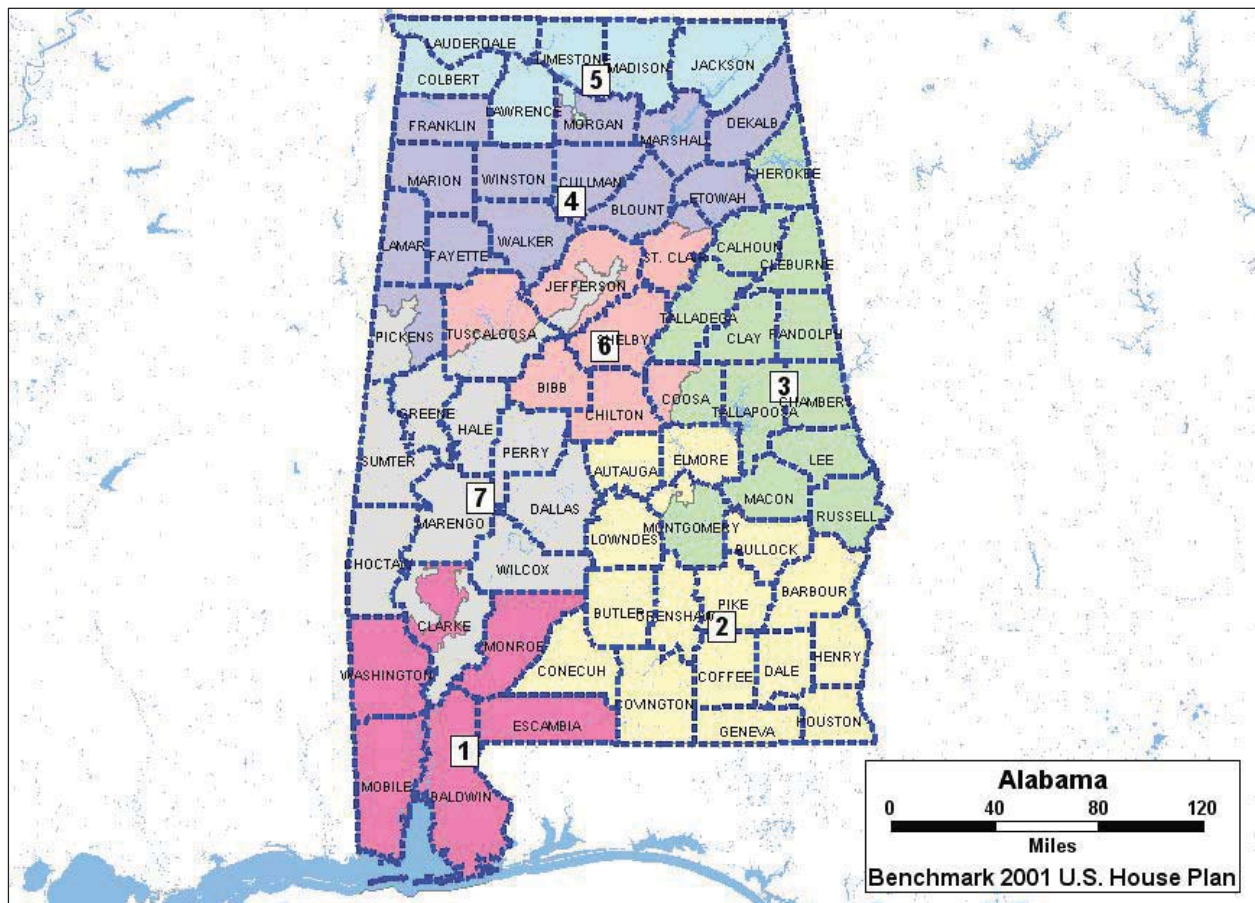 LAUDERDALE
LIMESTONE
MADISON
JACKSON
5
COLBERT
LAWRENCE
FRANKLIN
MORGAN
MARSHALL
DEKALB
CHEROKEE
MARION
WINSTON
CULLMAN
4
BLOUNT
ETOWAH
LAMAR
FAYETTE
WALKER
CALHOUN
ST. CLAIR
CLEBURNE
JEFFERSON
PICKENS
TUSCALOOSA
TALLADEGA
SHELBY
6
CLAY
RANDOLPH
BIBB
3
COOSA
CHAMBERS
GREENE
CHILTON
TALLAPOOSA
HALE
PERRY
SUMTER
AUTAUGA
ELMORE
LEE
7
MACON
DALLAS
MARENGO
MONTGOMERY
RUSSELL
LOWNDES
BULLOCK
CHOCTAW
WILCOX
BARBOUR
PIKE
BUTLER
CRENSHAW
2
CLARKE
MONROE
HENRY
WASHINGTON
CONECUH
COFFEE
DALE
COVINGTON
HOUSTON
ESCAMBIA
GENEVA
1
MOBILE
BALDWIN
Alabama
0 40 80 120
Miles
Benchmark 2001 U.S. House Plan